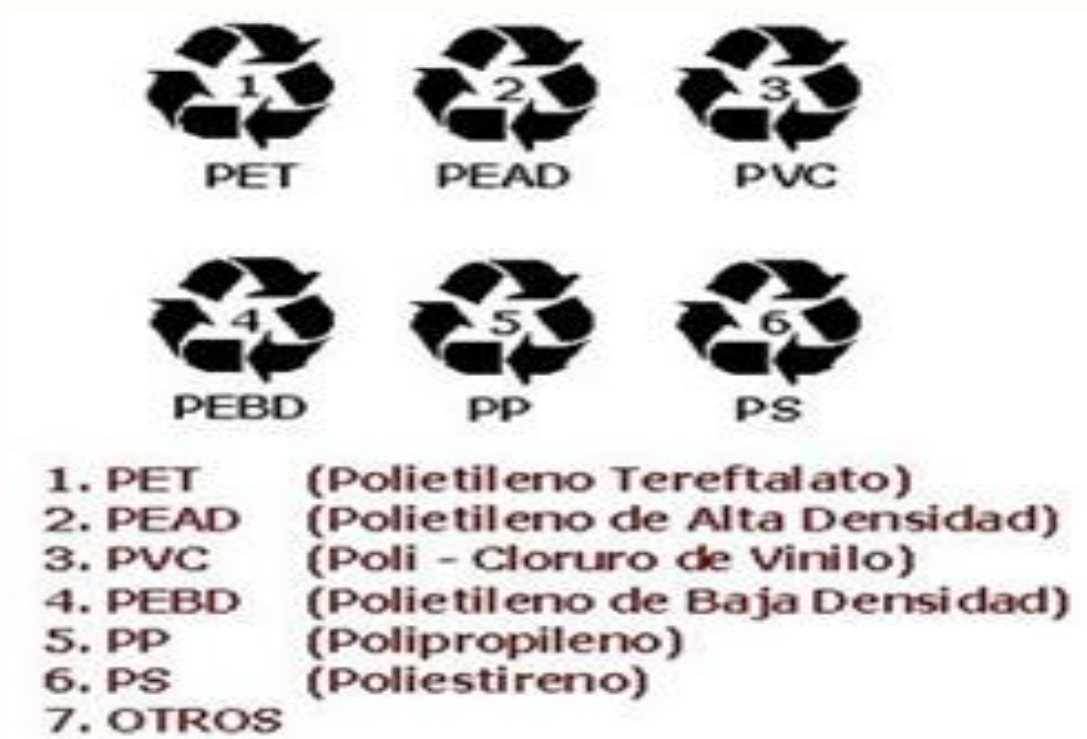 1 2 3
PET PEAD PVC
4 5 6
PEBD PP PS
1. PET (Polietileno Tereftalato)
2. PEAD (Polietileno de Alta Densidad)
3. PVC (Poli - Cloruro de Vinilo)
4. PEBD (Polietileno de Baja Densidad)
5. PP (Polipropileno)
6. PS (Poliestireno)
7. OTROS